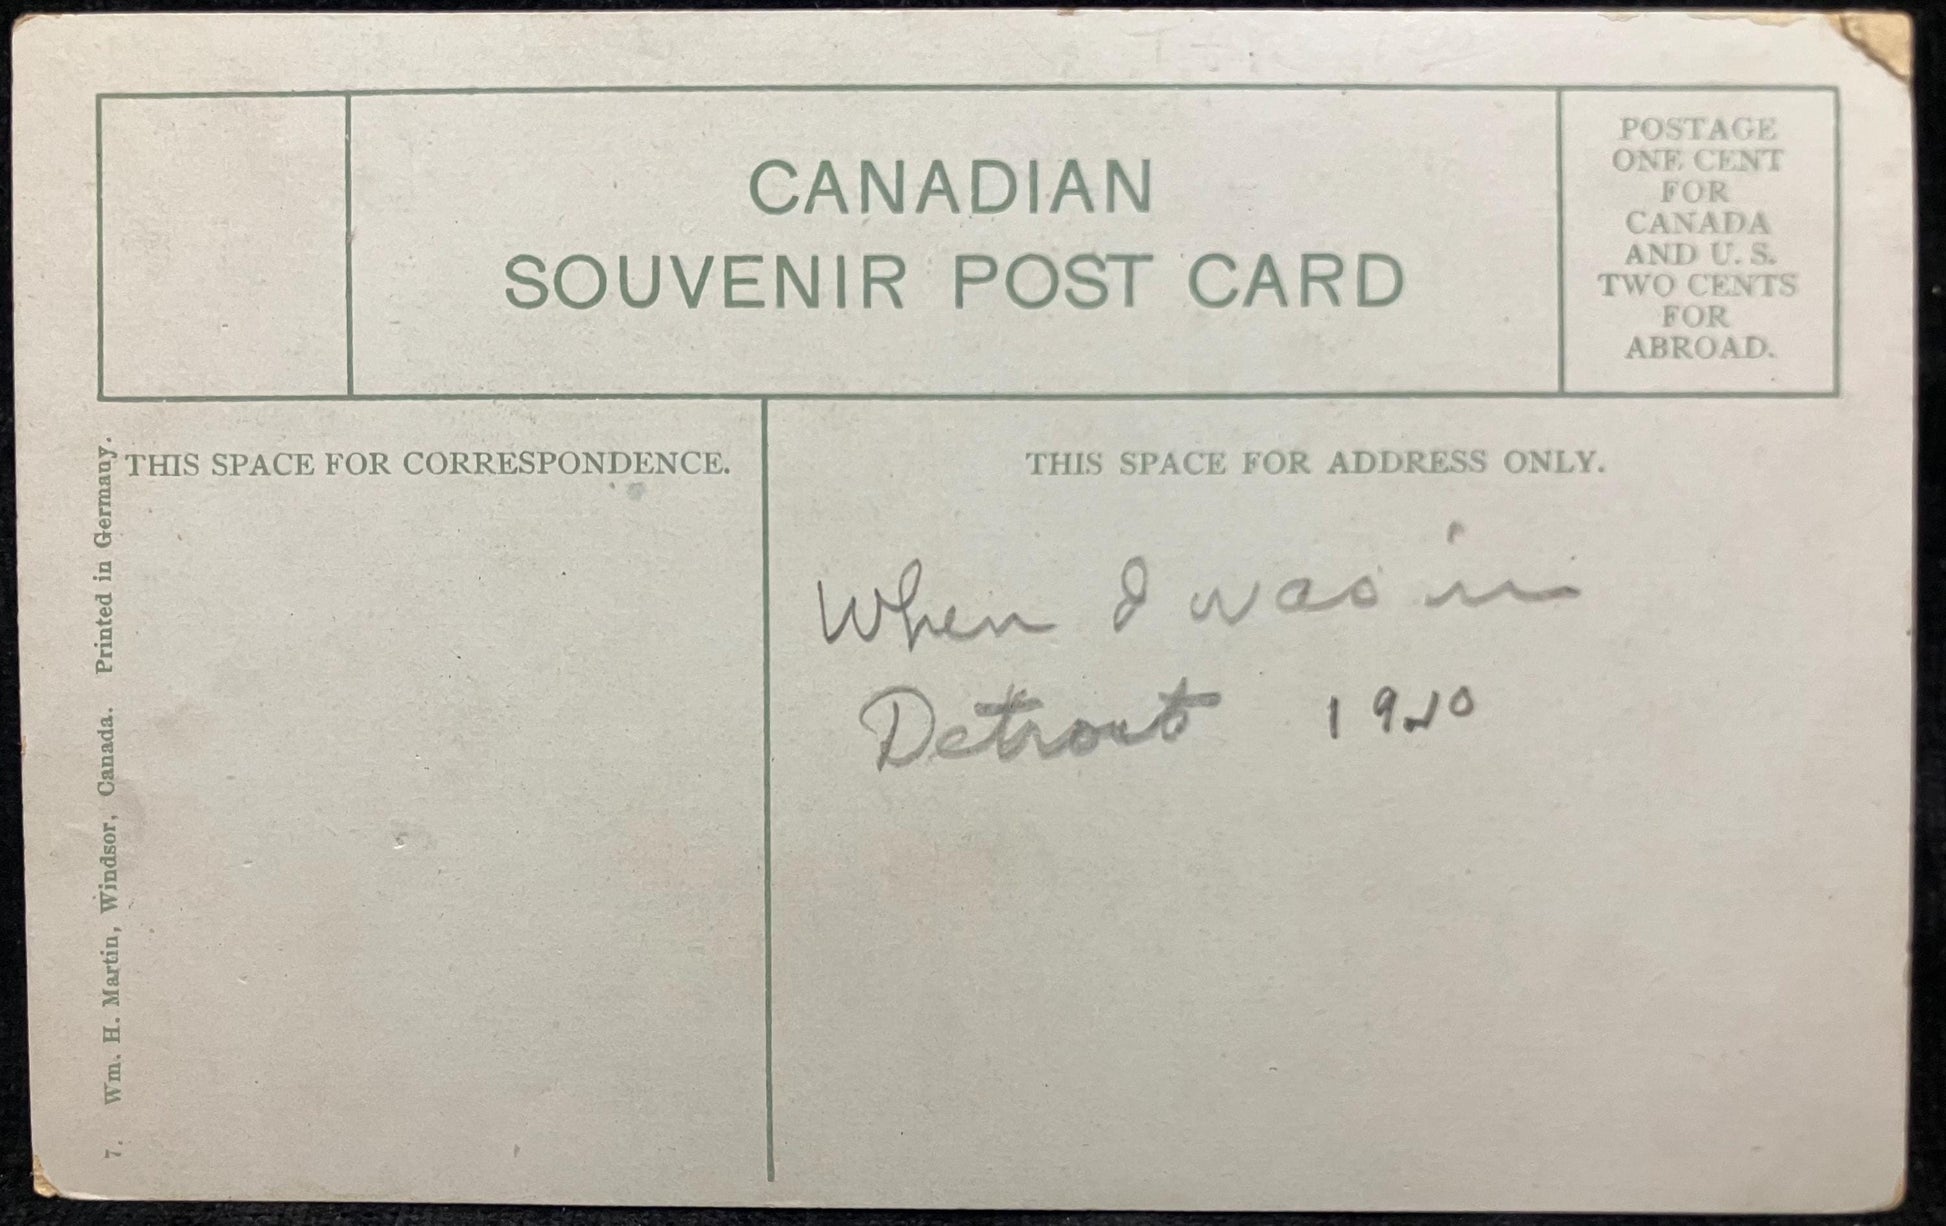 CANADIAN
SOUVENIR POST CARD
POSTAGE
ONE CENT
FOR
CANADA
AND U. S.
TWO CENTS
FOR
ABROAD.
THIS SPACE FOR CORRESPONDENCE.
THIS SPACE FOR ADDRESS ONLY.
When I was in
Detroit 1920
7. Wm. H. Martin, Windsor, Canada. Printed in Germany.